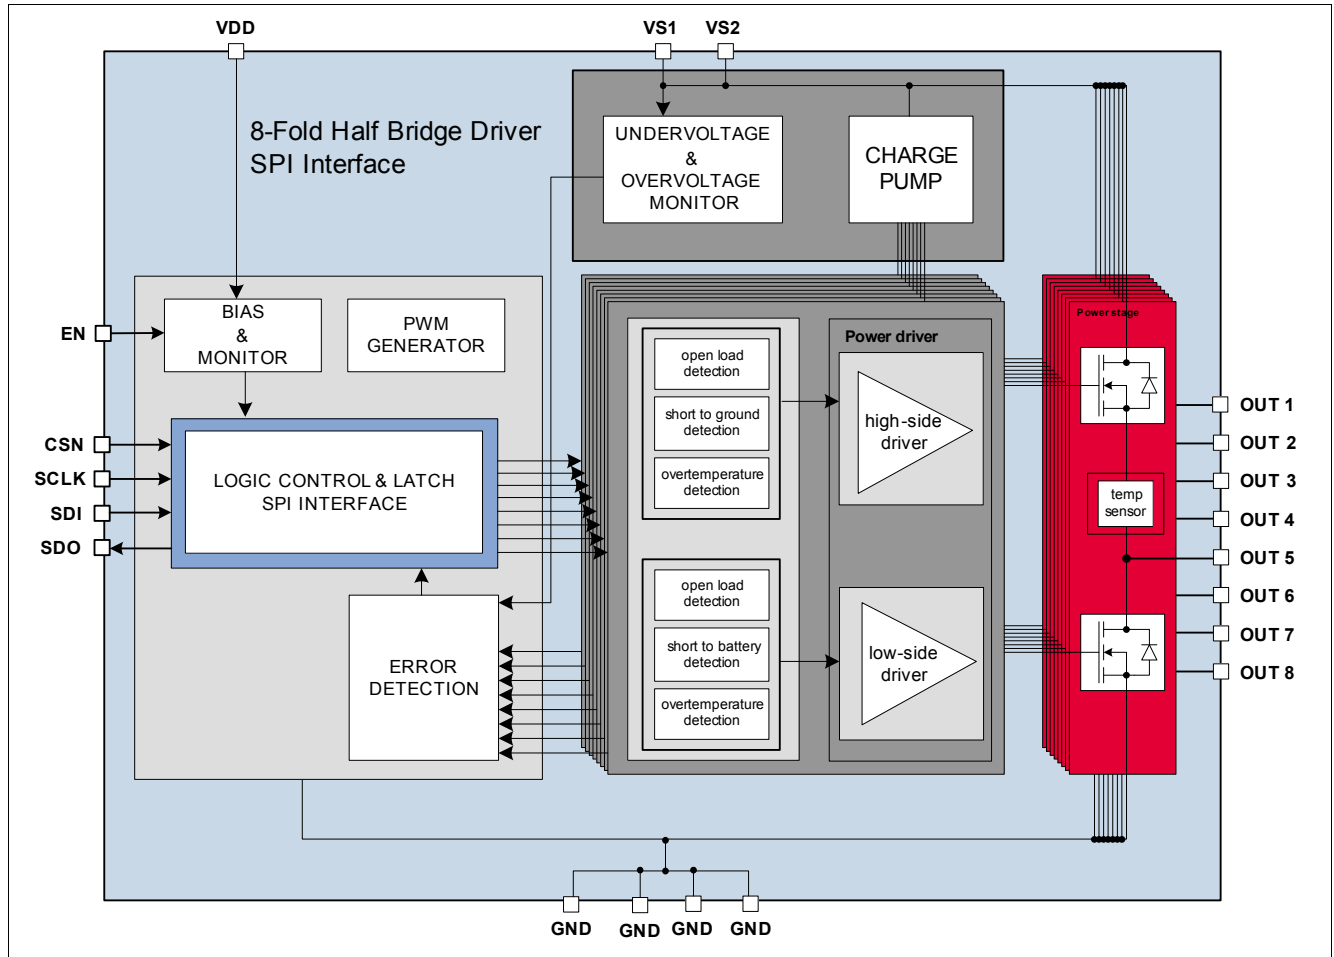 VDD
VS1
VS2
8-Fold Half Bridge Driver
SPI Interface
UNDERVOLTAGE
&
OVERVOLTAGE
MONITOR
CHARGE
PUMP
EN
BIAS
&
MONITOR
PWM
GENERATOR
CSN
SCLK
SDI
SDO
LOGIC CONTROL & LATCH
SPI INTERFACE
ERROR
DETECTION
open load
detection
short to ground
detection
overtemperature
detection
open load
detection
short to battery
detection
overtemperature
detection
Power driver
high-side
driver
low-side
driver
Power stage
temp
sensor
OUT 1
OUT 2
OUT 3
OUT 4
OUT 5
OUT 6
OUT 7
OUT 8
GND
GND
GND
GND